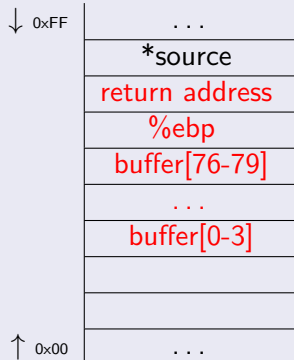 ↓ 0xFF ...
*source
return address
%ebp
buffer[76-79]
...
buffer[0-3]
↑ 0x00 ...